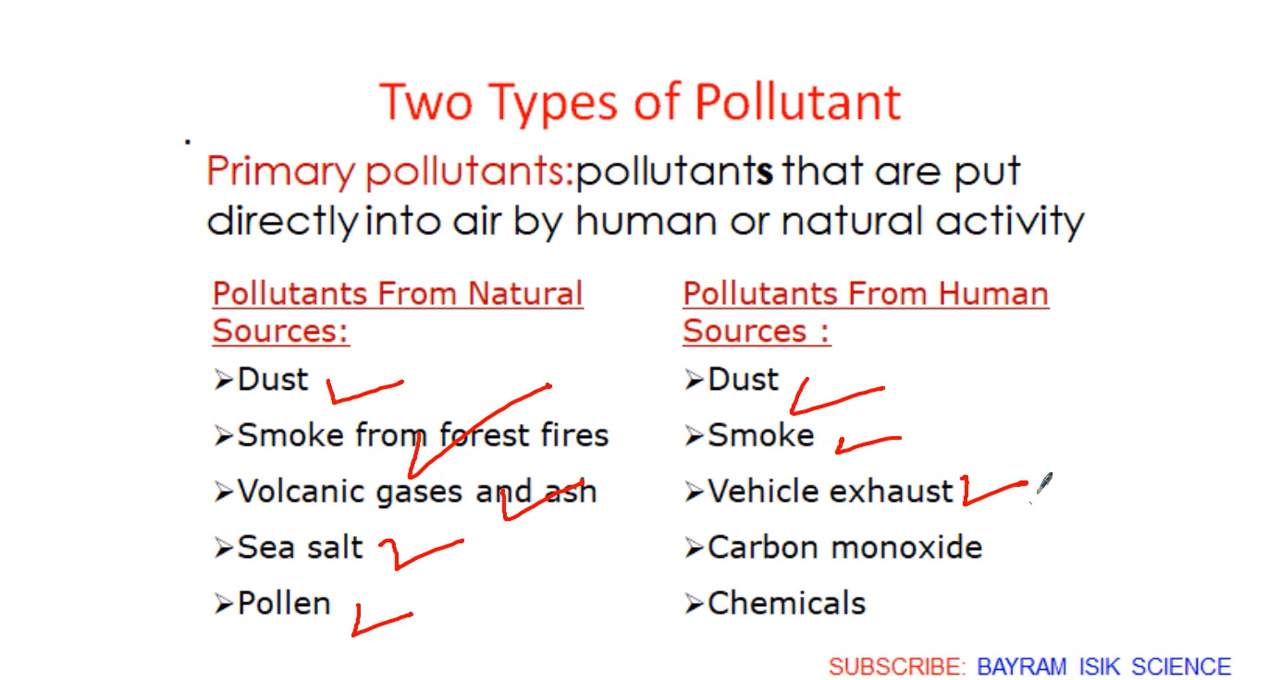 Two Types of Pollutant
Primary pollutants:pollutants that are put
directly into air by human or natural activity
Pollutants From Natural
Sources:
➢Dust
➢Smoke from forest fires
➢Volcanic gases and ash
➢Sea salt
➢Pollen
Pollutants From Human
Sources :
➢Dust
➢Smoke
➢Vehicle exhaust
➢Carbon monoxide
➢Chemicals
SUBSCRIBE: BAYRAM ISIK SCIENCE